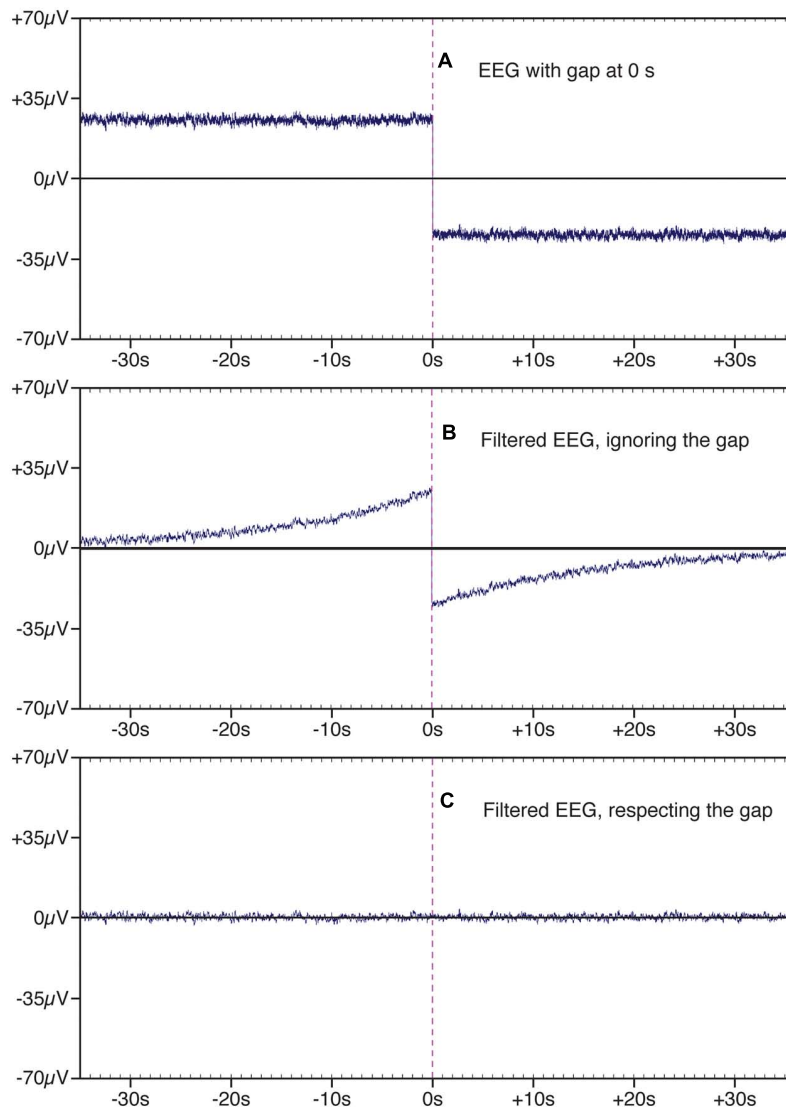 +70µV
A
EEG with gap at 0 s
+35µV
0µV
-35µV
-70µV
-30s -20s -10s 0s +10s +20s +30s
+70µV
B
Filtered EEG, ignoring the gap
+35µV
0µV
-35µV
-70µV
-30s -20s -10s 0s +10s +20s +30s
+70µV
C
Filtered EEG, respecting the gap
+35µV
0µV
-35µV
-70µV
-30s -20s -10s 0s +10s +20s +30s